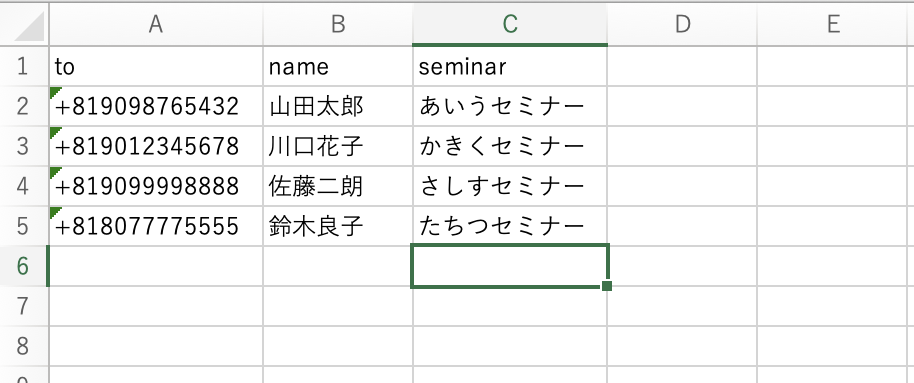 A B C D E
1 to name seminar
2 +819098765432 山田太郎 あいうセミナー
3 +819012345678 川口花子 かきくセミナー
4 +819099998888 佐藤二朗 さしすセミナー
5 +818077775555 鈴木良子 たちつセミナー
6
7
8